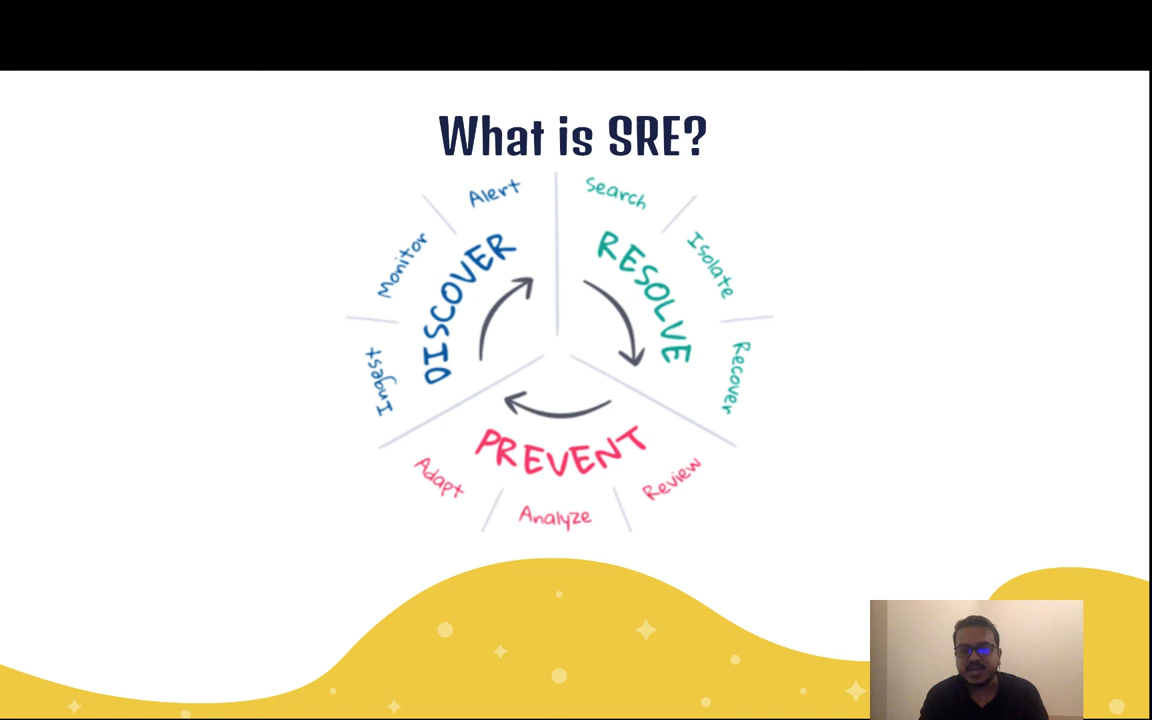 What is SRE?
DISCOVER
Ingest
Monitor
Alert
RESOLVE
Search
Isolate
Recover
PREVENT
Review
Analyze
Adapt